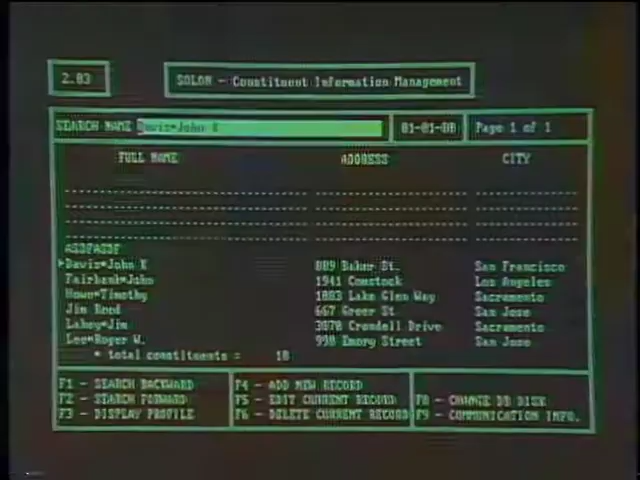 2.03
SOLON - Constituent Information Management
SEARCH NAME Davis*John K 01-01-80 Page 1 of 1
FULL NAME ADDRESS CITY
ASDFASDF
Davis*John K 889 Baker St. San Francisco
Fairbank*John 1941 Comstock Los Angeles
Howe*Timothy 1083 Lake Glen Way Sacramento
Jim Reed 667 Greer St San Jose
Lahey*Jim 3070 Crandell Drive Sacramento
Lee*Roger W. 990 Emory Street San Jose
* total constituents = 10
F1 - SEARCH BACKWARD F4 - ADD NEW RECORD
F2 - SEARCH FORWARD F5 - EDIT CURRENT RECORD F8 - CHANGE DB DISK
F3 - DISPLAY PROFILE F6 - DELETE CURRENT RECORD F9 - COMMUNICATION INFO.